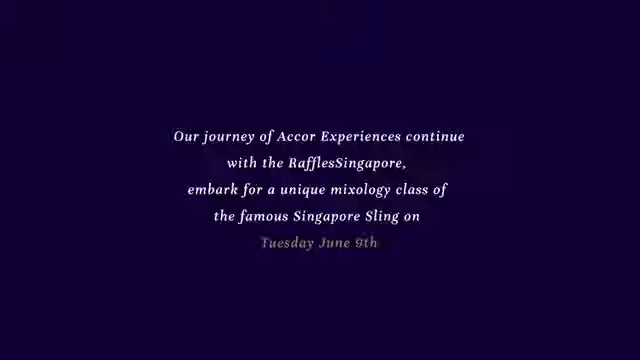 Our journey of Accor Experiences continue
with the RafflesSingapore,
embark for a unique mixology class of
the famous Singapore Sling on
Tuesday June 9th